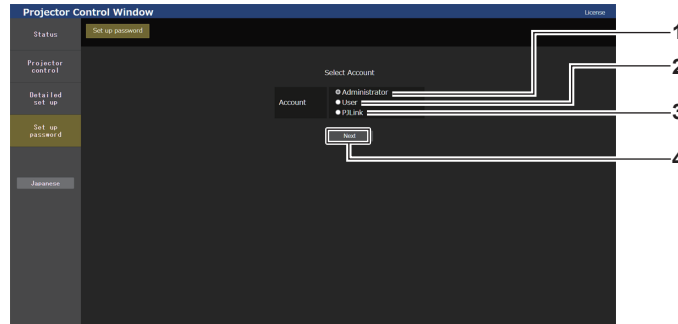 Projector Control Window
License
Status
Set up password
Projector
control
Detailed
set up
Set up
password
Japanese
Select Account
Account
Administrator
User
PJLink
Next
1
2
3
4